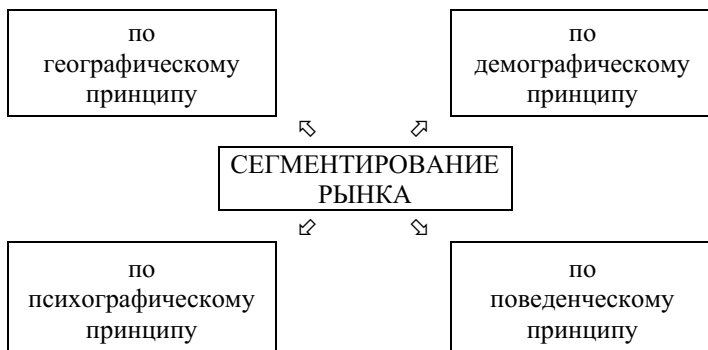 по
географическому
принципу
по
демографическому
принципу
СЕГМЕНТИРОВАНИЕ
РЫНКА
по
психографическому
принципу
по
поведенческому
принципу